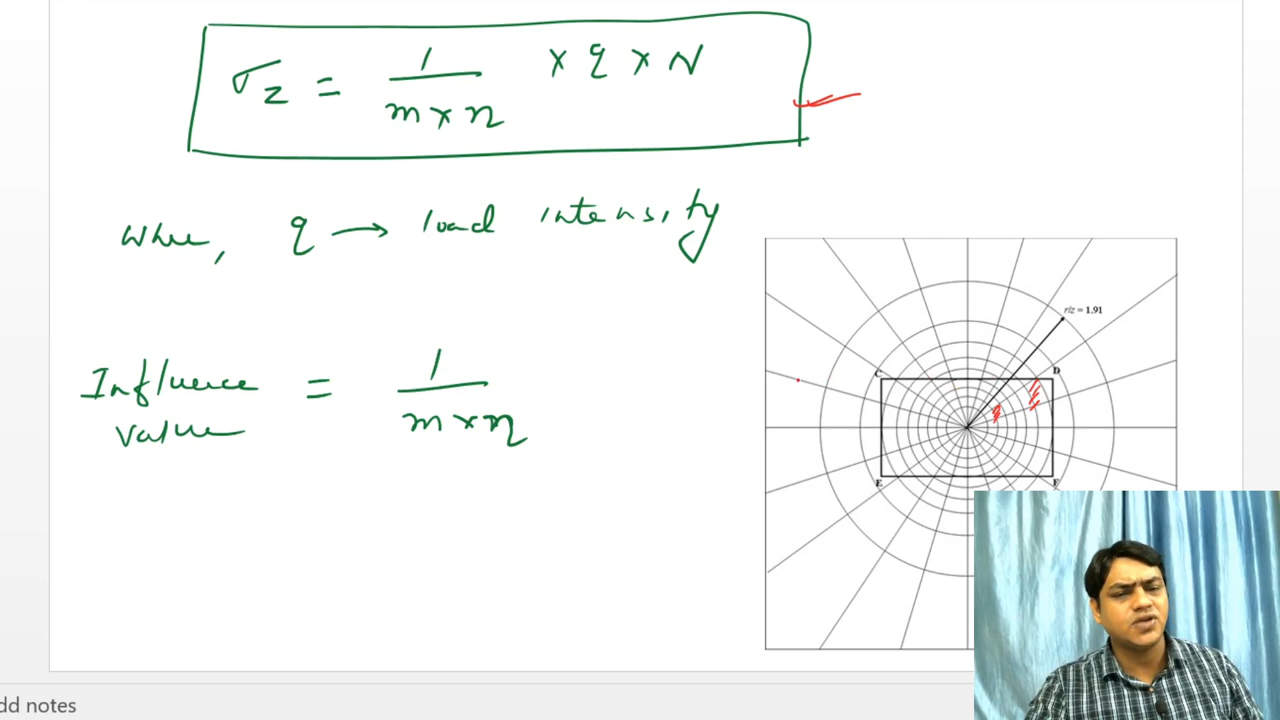 σz = 1/(m×n) × q × N
where, q → load intensity
Influence value = 1/(m×n)
r/z = 1.91
C
D
E
F
dd notes